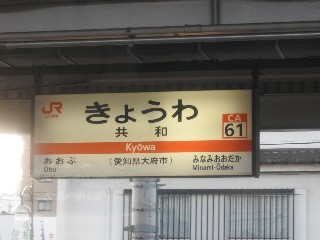 JR
きょうわ
CA
61
共和
Kyōwa
おおぶ
(愛知県大府市)
みなみおおだか
Ōbu
Minami-Ōdaka